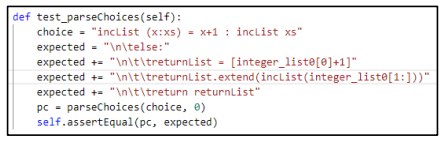 def test_parseChoices(self):
choice = "incList (x:xs) = x+1 : incList xs"
expected = "\n\telse:"
expected += "\n\t\treturnList = [integer_list0[0]+1]"
expected += "\n\t\treturnList.extend(incList(integer_list0[1:]))"
expected += "\n\t\treturn returnList"
pc = parseChoices(choice, 0)
self.assertEqual(pc, expected)